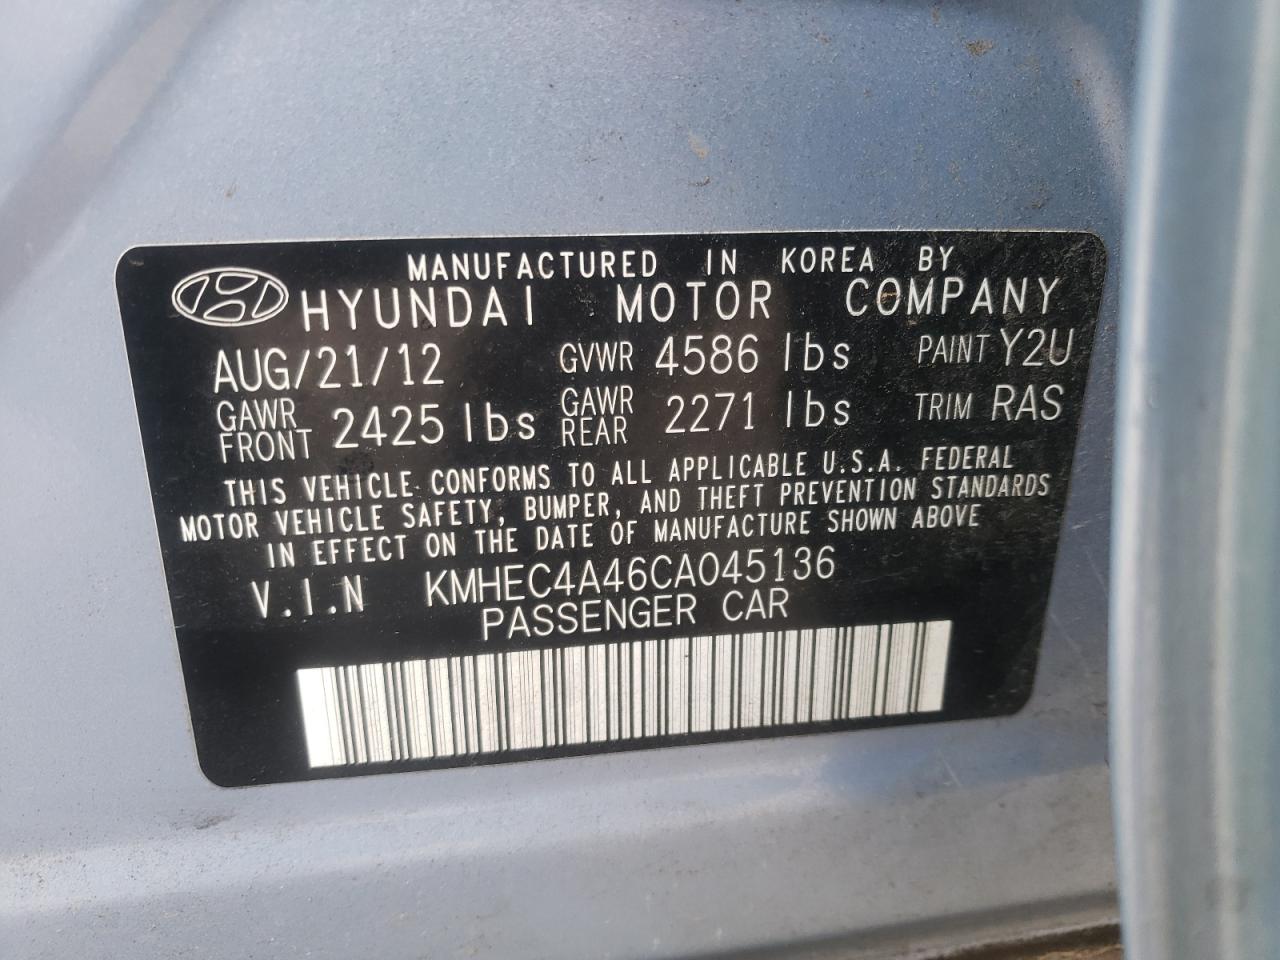 MANUFACTURED IN KOREA BY
HYUNDAI MOTOR COMPANY
AUG/21/12 GVWR 4586 lbs PAINT Y2U
GAWR FRONT 2425 lbs GAWR REAR 2271 lbs TRIM RAS
THIS VEHICLE CONFORMS TO ALL APPLICABLE U.S.A. FEDERAL
MOTOR VEHICLE SAFETY, BUMPER, AND THEFT PREVENTION STANDARDS
IN EFFECT ON THE DATE OF MANUFACTURE SHOWN ABOVE
V.I.N KMHEC4A46CA045136
PASSENGER CAR